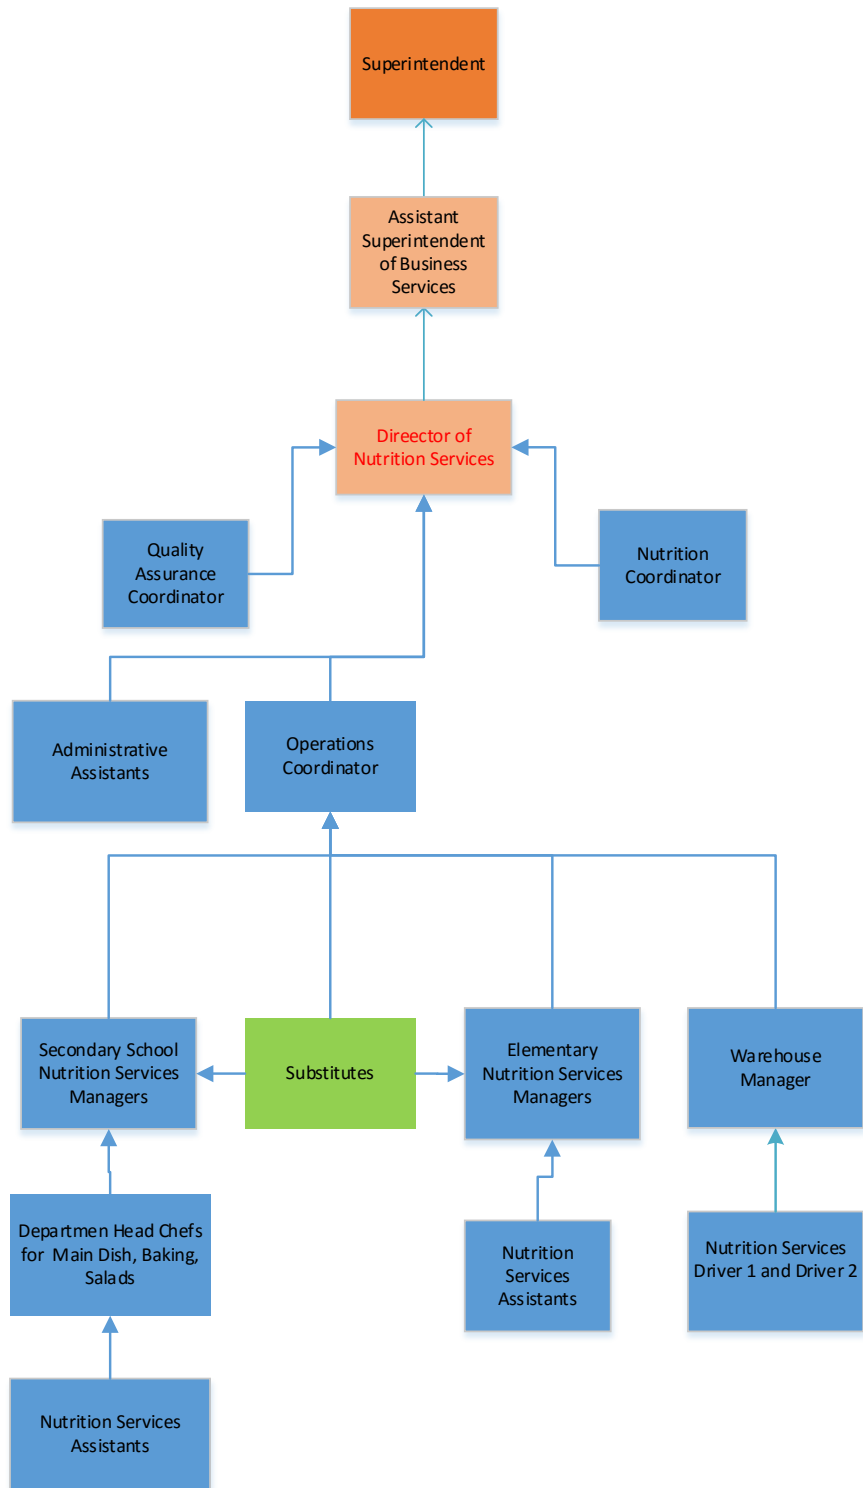 Superintendent
Assistant
Superintendent
of Business
Services
Direector of
Nutrition Services
Quality
Assurance
Coordinator
Nutrition
Coordinator
Administrative
Assistants
Operations
Coordinator
Secondary School
Nutrition Services
Managers
Substitutes
Elementary
Nutrition Services
Managers
Warehouse
Manager
Departmen Head Chefs
for Main Dish, Baking,
Salads
Nutrition
Services
Assistants
Nutrition Services
Driver 1 and Driver 2
Nutrition Services
Assistants